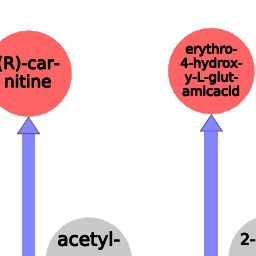 (R)-car-
nitine
erythro-
4-hydrox-
y-L-glut-
amicacid
acetyl-
2-